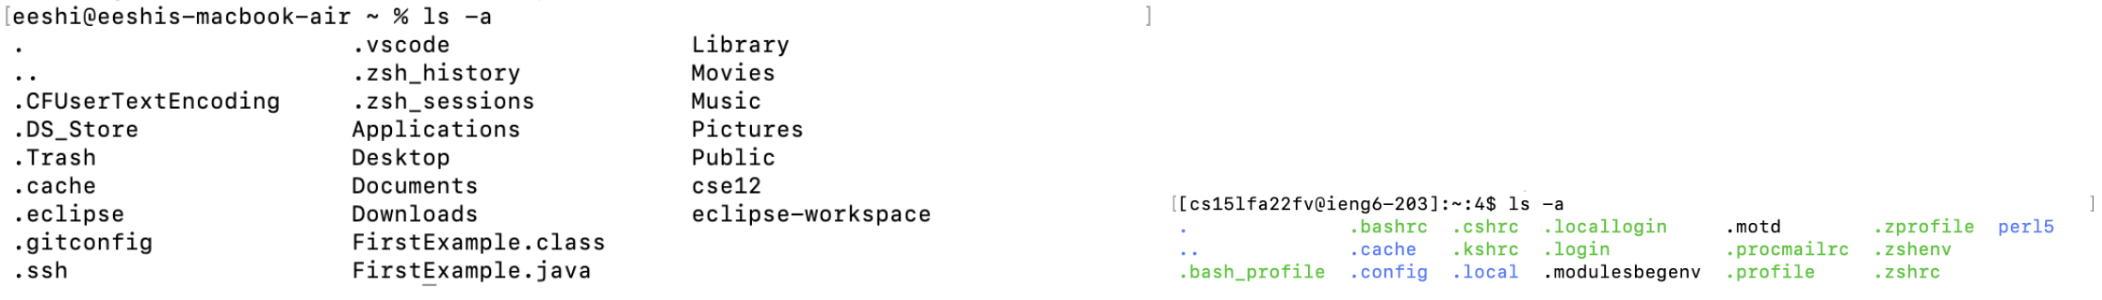 [eeshi@eeshis-macbook-air ~ % ls -a ]
. .vscode Library
.. .zsh_history Movies
.CFUserTextEncoding .zsh_sessions Music
.DS_Store Applications Pictures
.Trash Desktop Public
.cache Documents cse12
.eclipse Downloads eclipse-workspace
.gitconfig FirstExample.class
.ssh FirstExample.java
[[cs15lfa22fv@ieng6-203]:~:4$ ls -a ]
. .bashrc .cshrc .locallogin .motd .zprofile perl5
.. .cache .kshrc .login .procmailrc .zshenv
.bash_profile .config .local .modulesbegenv .profile .zshrc